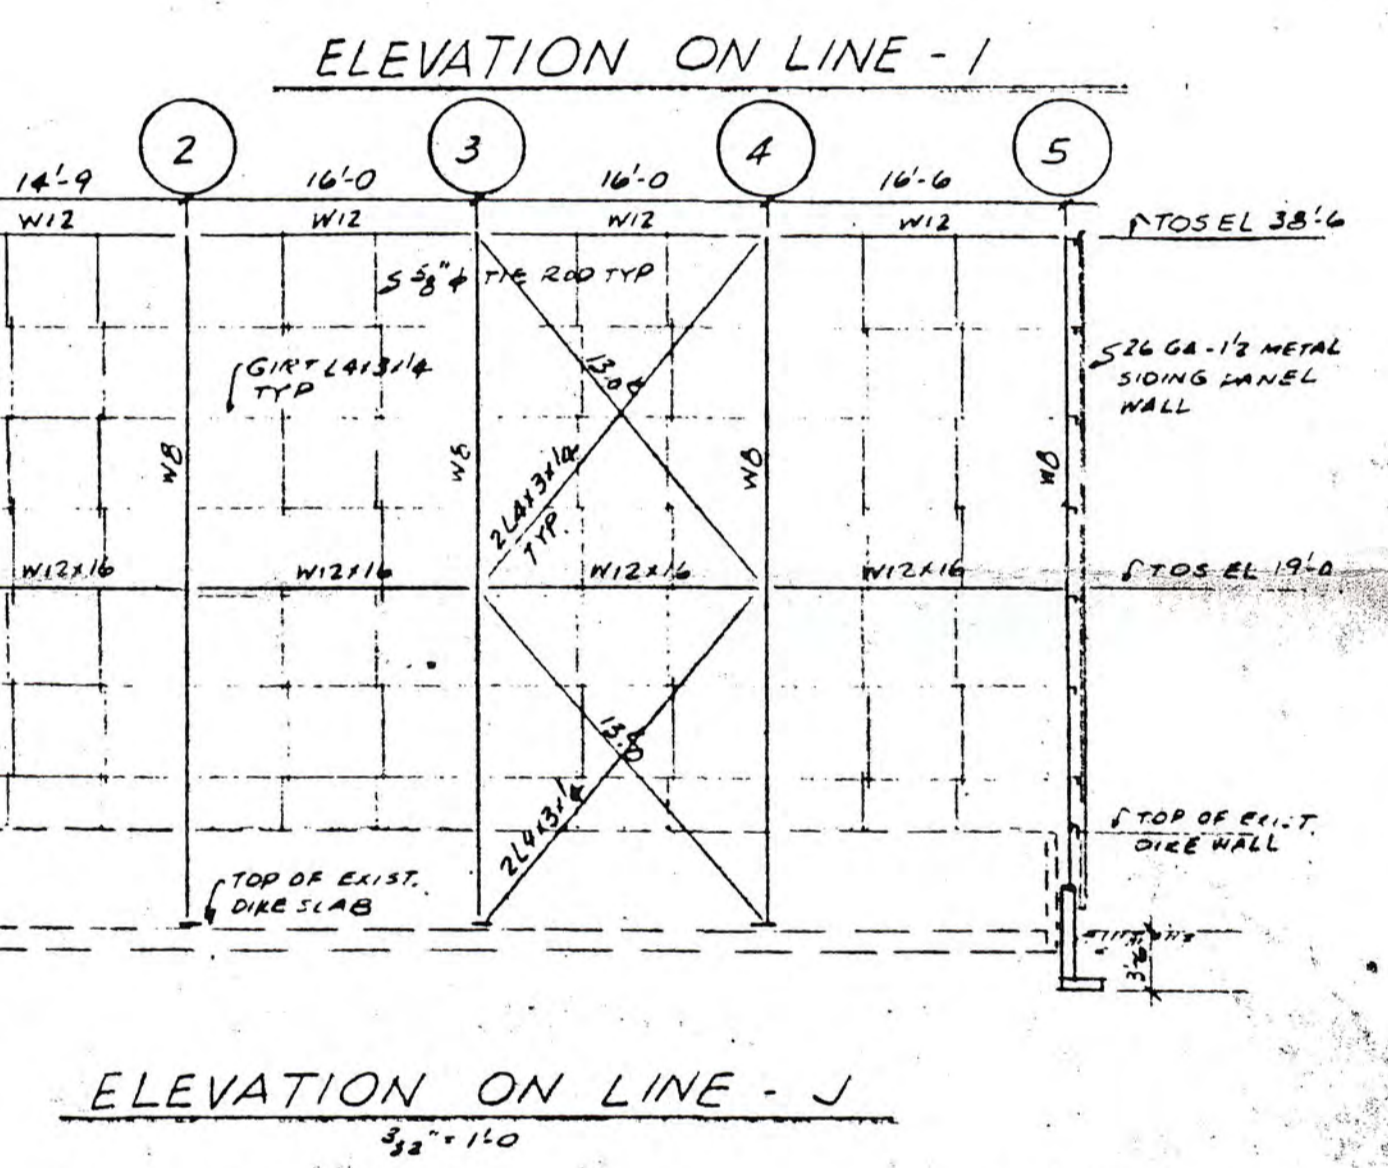 ELEVATION ON LINE - I
2 3 4 5
14'-9 16'-0 16'-0 16'-6
W12 W12 W12 W12
TOS EL 38'-6
5/8" ϕ TIE ROD TYP
GIRT L4x3x1/4
TYP
13.0
26 GA - 1 1/2 METAL
SIDING PANEL
WALL
W8 W8 W8 W8
2L4x3x1/4
TYP.
W12x16 W12x16 W12x16 W12x16
TOS EL 19'-0
13.8
2L4x3x1/4
TOP OF EXIST.
DIKE WALL
TOP OF EXIST.
DIKE SLAB
3'-6
ELEVATION ON LINE - J
3/32" = 1'-0